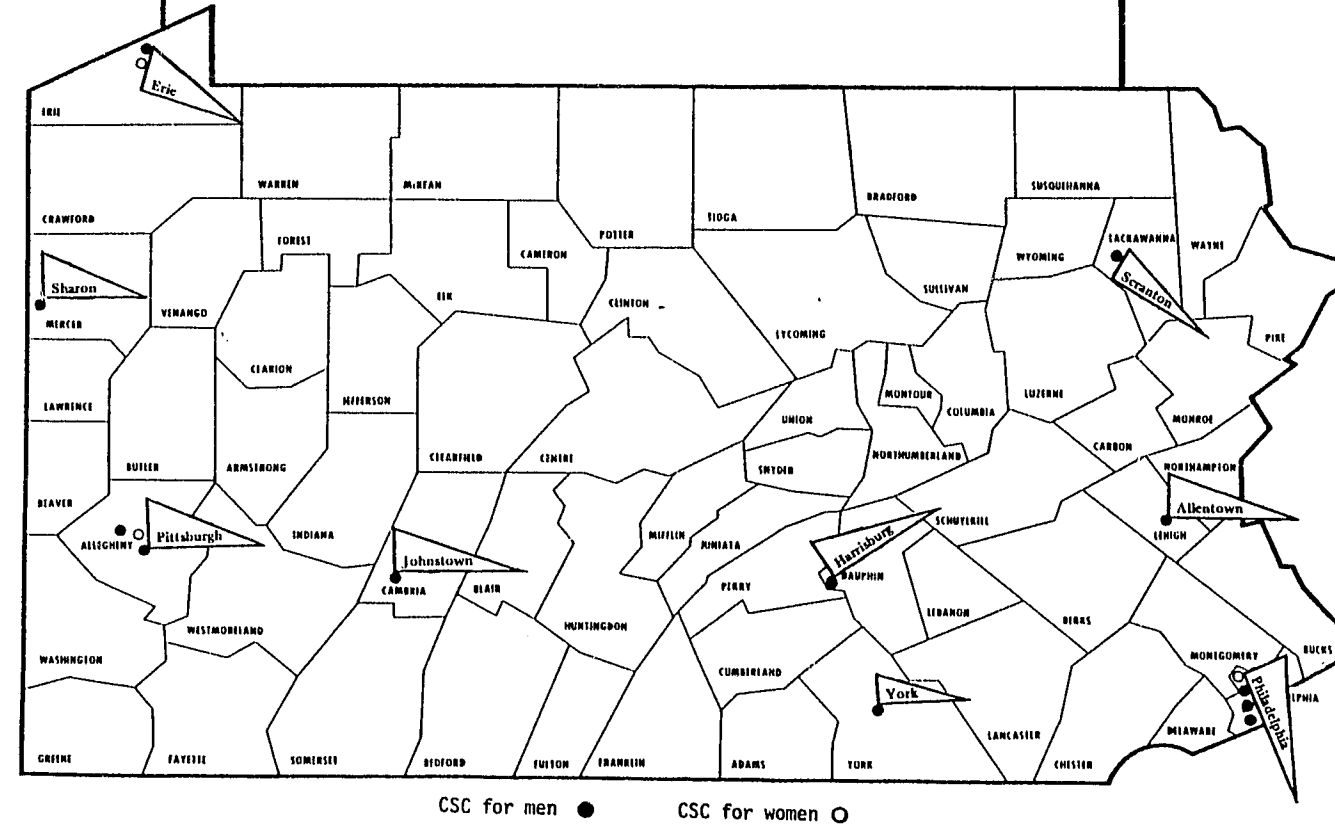 Erie
ERIE
WARREN
McKEAN
SUSQUEHANNA
BRADFORD
TIOGA
CRAWFORD
POTTER
FOREST
LACKAWANNA
WAYNE
CAMERON
WYOMING
Sharon
Scranton
SULLIVAN
ELK
CLINTON
VENANGO
MERCER
LYCOMING
PIKE
CLARION
JEFFERSON
LAWRENCE
MONTOUR
LUZERNE
COLUMBIA
UNION
MONROE
CARBON
CLEARFIELD
CENTRE
NORTHUMBERLAND
BUTLER
ARMSTRONG
SNYDER
NORTHAMPTON
BEAVER
Allentown
SCHUYLKILL
Pittsburgh
INDIANA
MIFFLIN
JUNIATA
Harrisburg
LEHIGH
ALLEGHENY
Johnstown
CAMBRIA
BLAIR
DAUPHIN
PERRY
LEBANON
BERKS
HUNTINGDON
WESTMORELAND
WASHINGTON
MONTGOMERY
BUCKS
CUMBERLAND
York
Philadelphia
LPHIA
DELAWARE
LANCASTER
GREENE
FAYETTE
SOMERSET
BEDFORD
FULTON
FRANKLIN
ADAMS
YORK
CHESTER
CSC for men
CSC for women